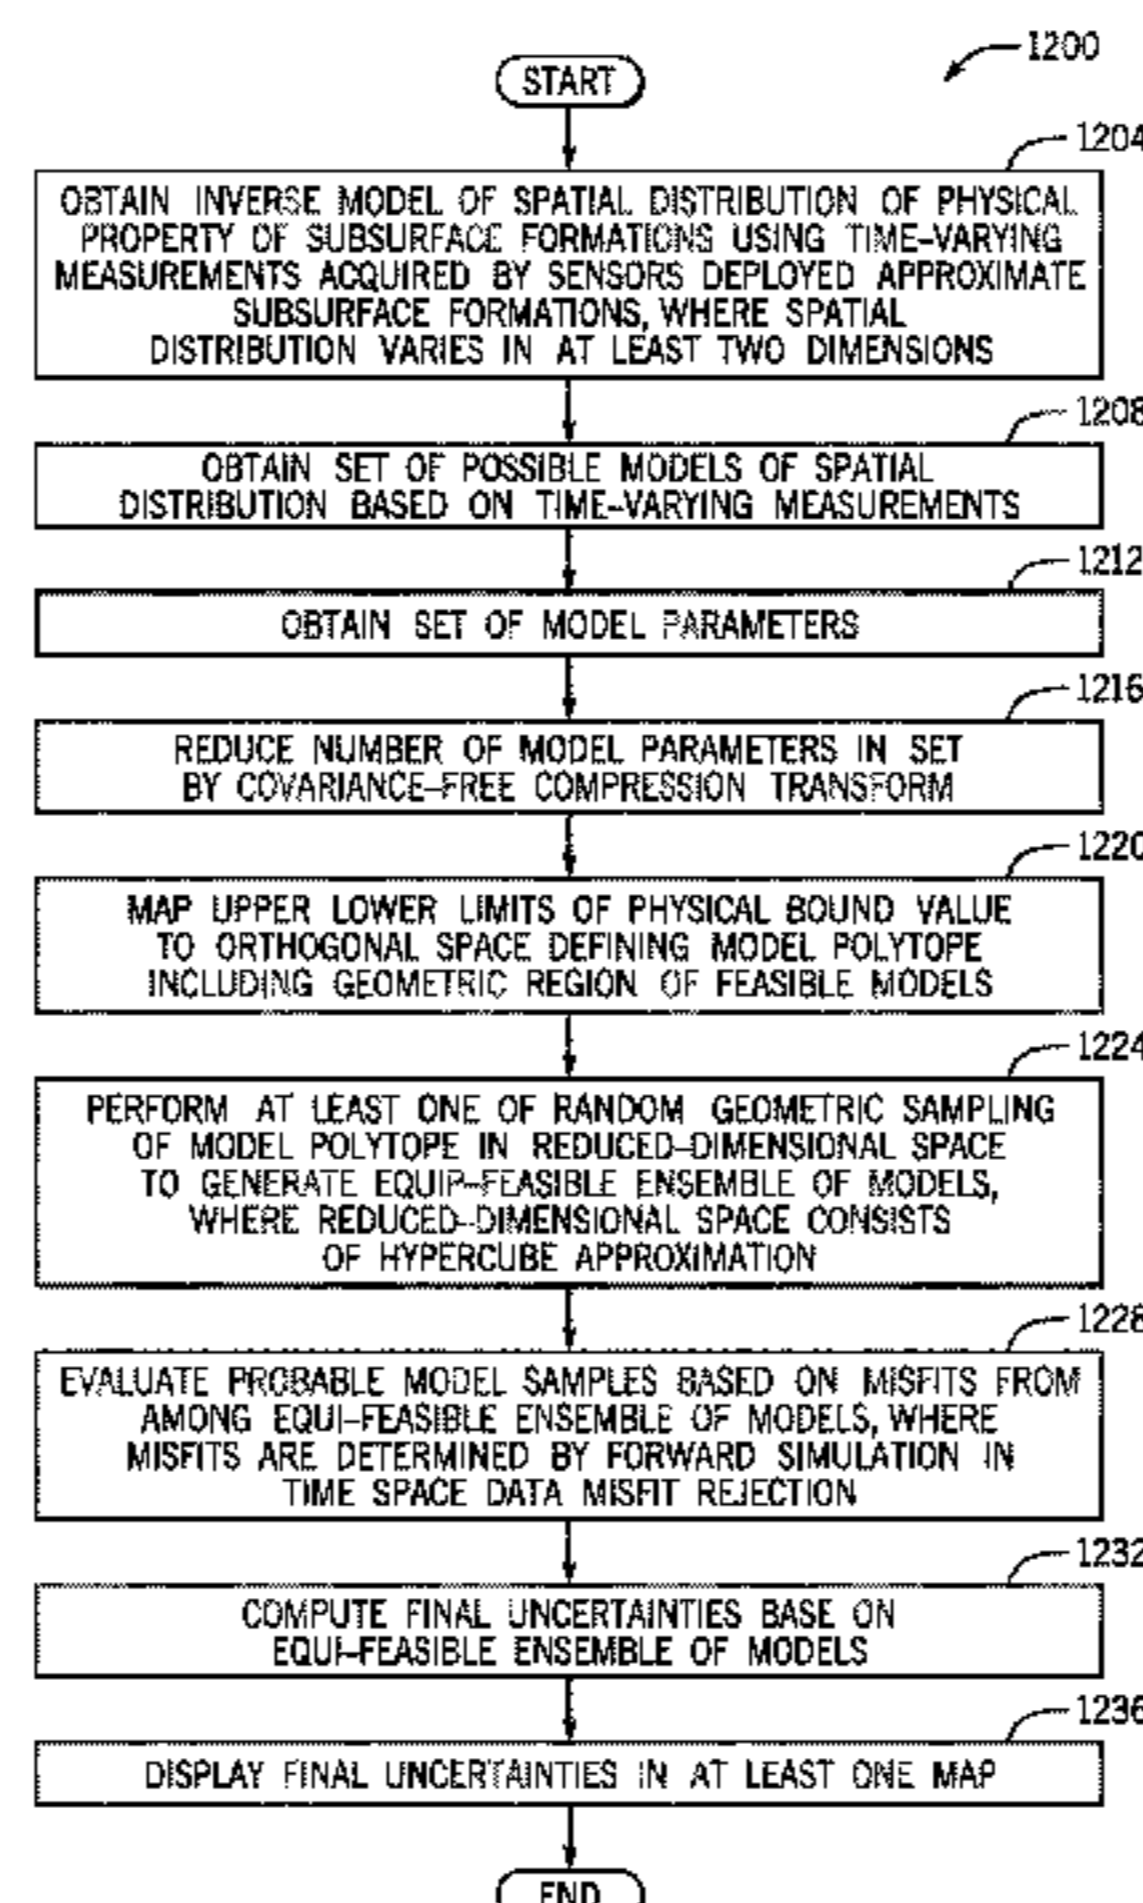 1200
START
1204
OBTAIN INVERSE MODEL OF SPATIAL DISTRIBUTION OF PHYSICAL
PROPERTY OF SUBSURFACE FORMATIONS USING TIME-VARYING
MEASUREMENTS ACQUIRED BY SENSORS DEPLOYED APPROXIMATE
SUBSURFACE FORMATIONS, WHERE SPATIAL
DISTRIBUTION VARIES IN AT LEAST TWO DIMENSIONS
1208
OBTAIN SET OF POSSIBLE MODELS OF SPATIAL
DISTRIBUTION BASED ON TIME-VARYING MEASUREMENTS
1212
OBTAIN SET OF MODEL PARAMETERS
1216
REDUCE NUMBER OF MODEL PARAMETERS IN SET
BY COVARIANCE-FREE COMPRESSION TRANSFORM
1220
MAP UPPER LOWER LIMITS OF PHYSICAL BOUND VALUE
TO ORTHOGONAL SPACE DEFINING MODEL POLYTOPE
INCLUDING GEOMETRIC REGION OF FEASIBLE MODELS
1224
PERFORM AT LEAST ONE OF RANDOM GEOMETRIC SAMPLING
OF MODEL POLYTOPE IN REDUCED-DIMENSIONAL SPACE
TO GENERATE EQUIP-FEASIBLE ENSEMBLE OF MODELS,
WHERE REDUCED-DIMENSIONAL SPACE CONSISTS
OF HYPERCUBE APPROXIMATION
1228
EVALUATE PROBABLE MODEL SAMPLES BASED ON MISFITS FROM
AMONG EQUI-FEASIBLE ENSEMBLE OF MODELS, WHERE
MISFITS ARE DETERMINED BY FORWARD SIMULATION IN
TIME SPACE DATA MISFIT REJECTION
1232
COMPUTE FINAL UNCERTAINTIES BASE ON
EQUI-FEASIBLE ENSEMBLE OF MODELS
1236
DISPLAY FINAL UNCERTAINTIES IN AT LEAST ONE MAP
END